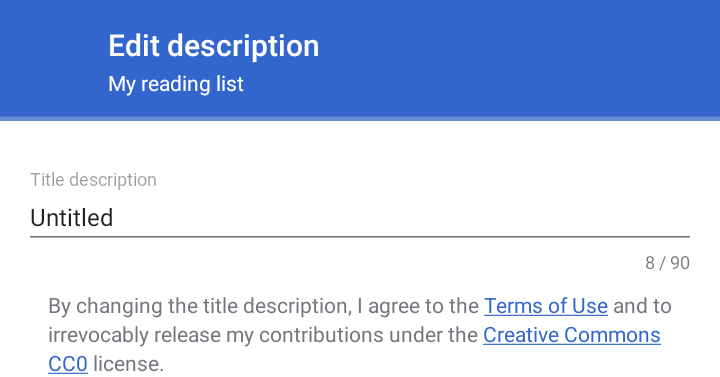 Edit description
My reading list
Title description
Untitled
8 / 90
By changing the title description, I agree to the Terms of Use and to
irrevocably release my contributions under the Creative Commons
CC0 license.